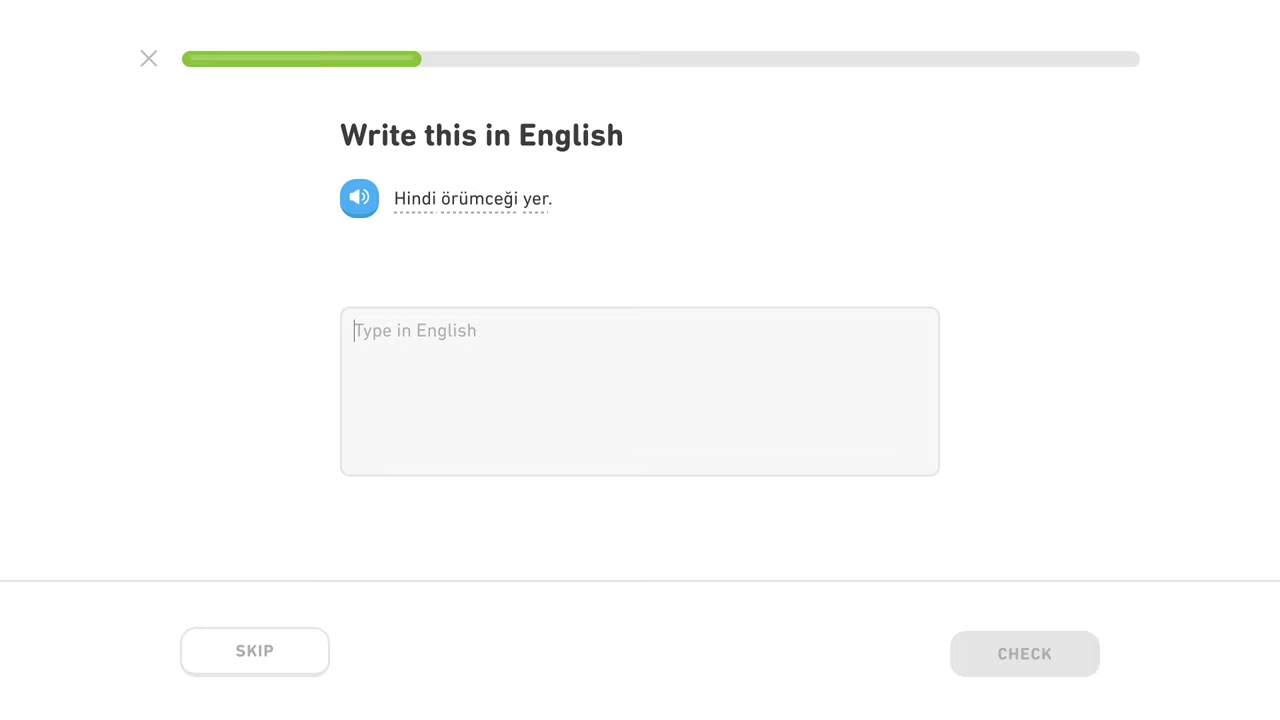 Write this in English
Hindi örümceği yer.
Type in English
SKIP
CHECK